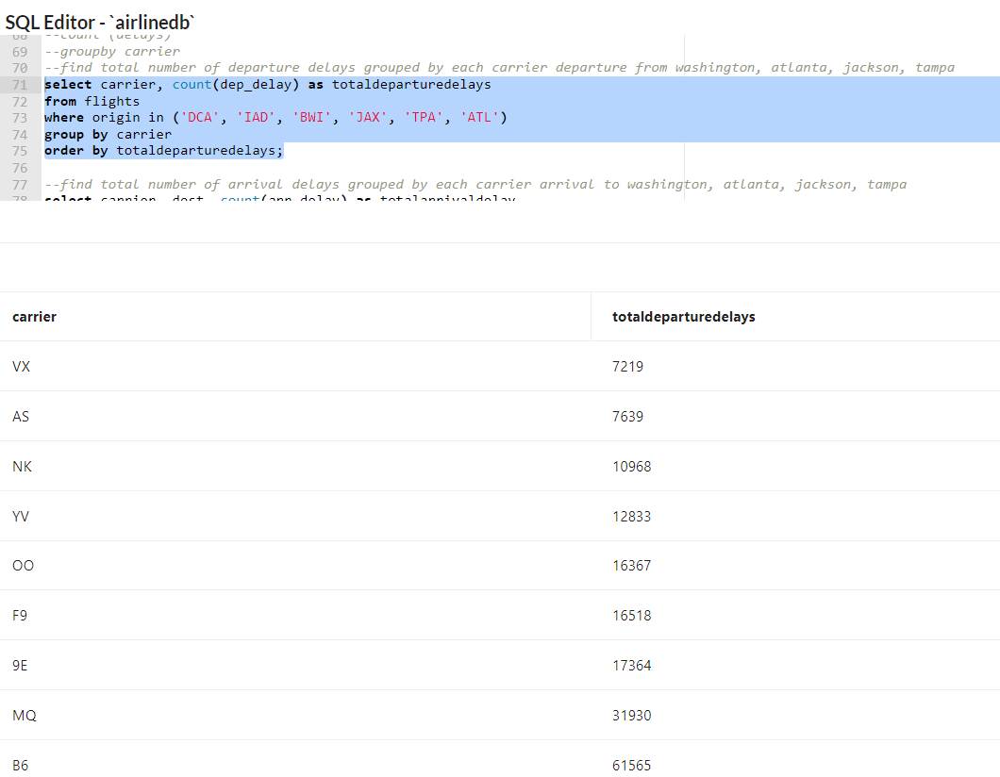 SQL Editor - `airlinedb`
68 --count (delays)
69 --groupby carrier
70 --find total number of departure delays grouped by each carrier departure from washington, atlanta, jackson, tampa
71 select carrier, count(dep_delay) as totaldeparturedelays
72 from flights
73 where origin in ('DCA', 'IAD', 'BWI', 'JAX', 'TPA', 'ATL')
74 group by carrier
75 order by totaldeparturedelays;
76
77 --find total number of arrival delays grouped by each carrier arrival to washington, atlanta, jackson, tampa
78 select carrier, dest, count(arr_delay) as totalarrivaldelay
carrier totaldeparturedelays
VX 7219
AS 7639
NK 10968
YV 12833
OO 16367
F9 16518
9E 17364
MQ 31930
B6 61565